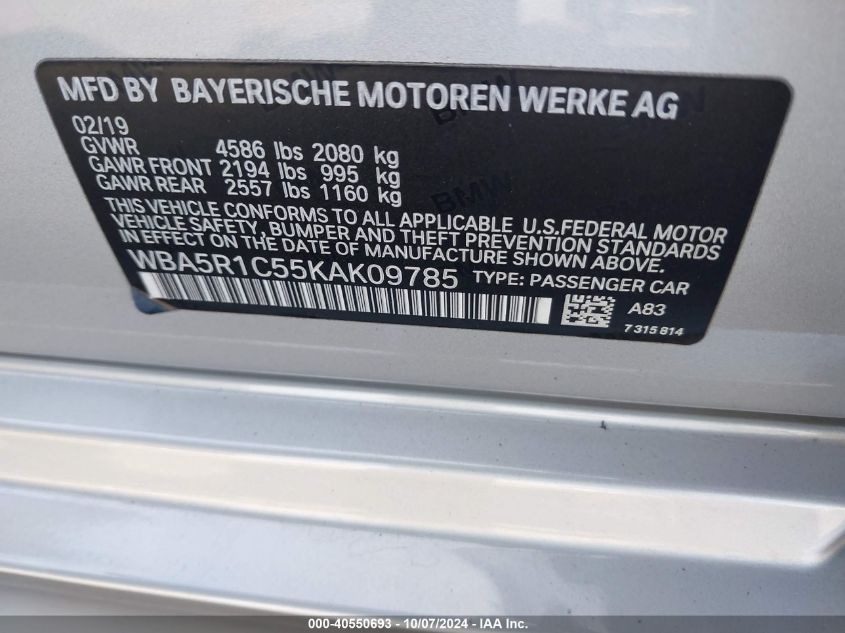 MFD BY BAYERISCHE MOTOREN WERKE AG
02/19
GVWR 4586 lbs 2080 kg
GAWR FRONT 2194 lbs 995 kg
GAWR REAR 2557 lbs 1160 kg
THIS VEHICLE CONFORMS TO ALL APPLICABLE U.S.FEDERAL MOTOR
VEHICLE SAFETY, BUMPER AND THEFT PREVENTION STANDARDS
IN EFFECT ON THE DATE OF MANUFACTURE SHOWN ABOVE.
WBA5R1C55KAK09785 TYPE: PASSENGER CAR
A83
7 315 814
000-40550693 - 10/07/2024 - IAA Inc.